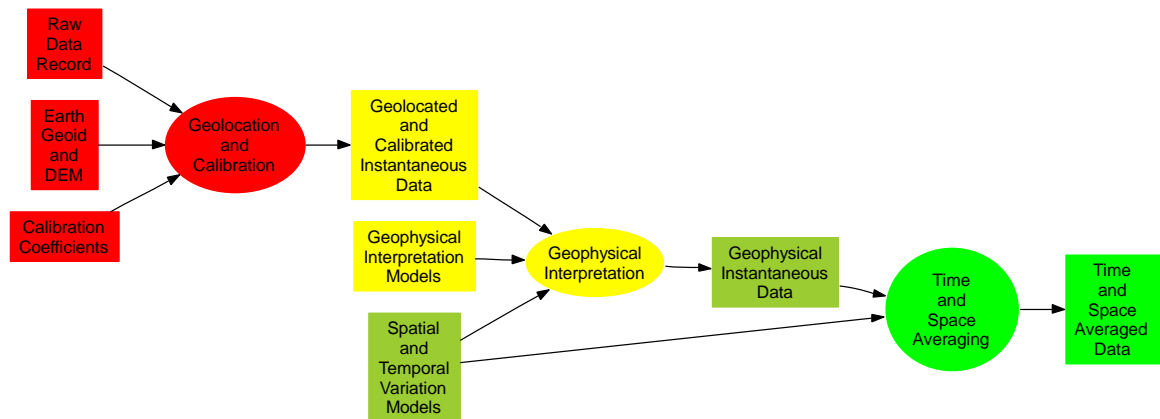 Raw
Data
Record
Earth
Geoid
and
DEM
Calibration
Coefficients
Geolocation
and
Calibration
Geolocated
and
Calibrated
Instantaneous
Data
Geophysical
Interpretation
Models
Spatial
and
Temporal
Variation
Models
Geophysical
Interpretation
Geophysical
Instantaneous
Data
Time
and
Space
Averaging
Time
and
Space
Averaged
Data